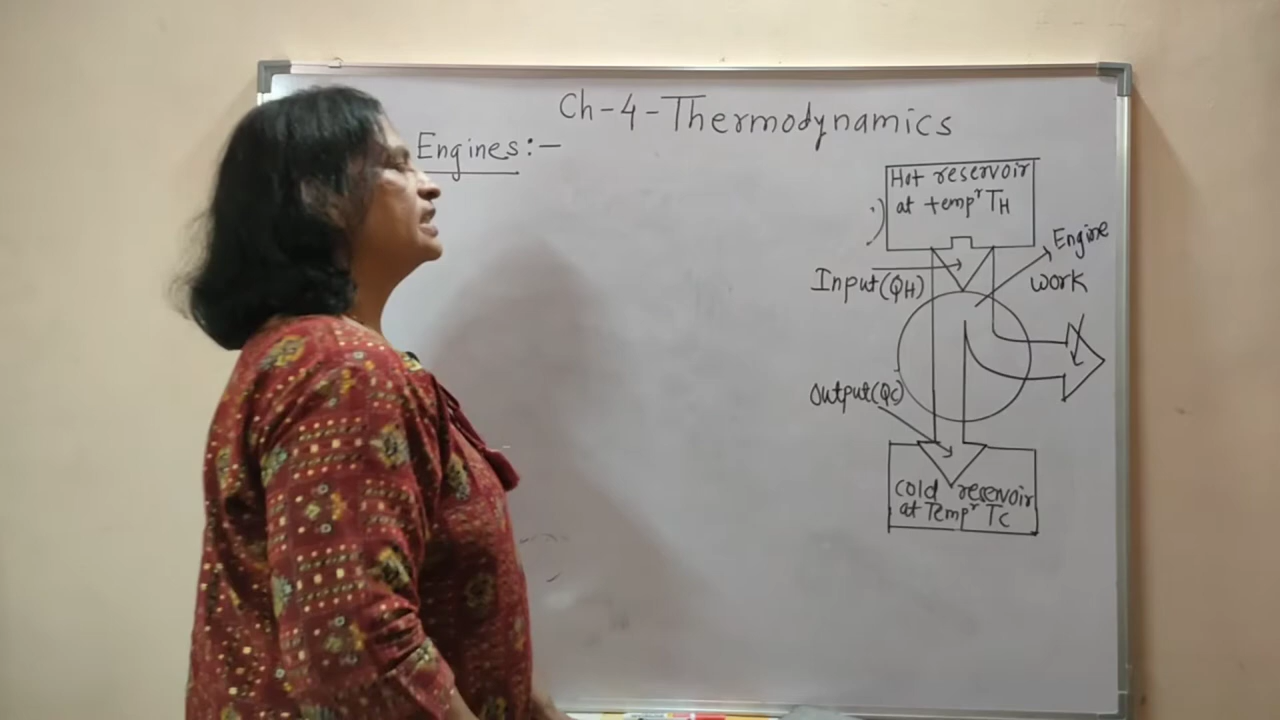 Ch-4-Thermodynamics
Engines:-
Hot reservoir
at tempʳ TH
Engine
work
Input(QH)
Output(QC)
cold reservoir
at Tempʳ Tc